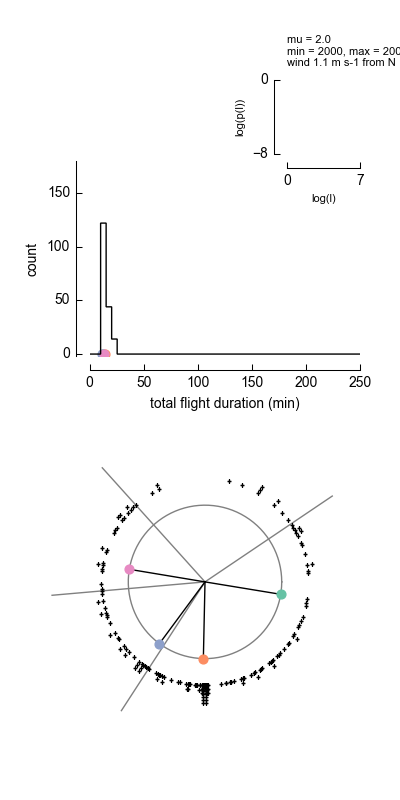 mu = 2.0
min = 2000, max = 200
wind 1.1 m s-1 from N
0
log(p(l))
−8
0
7
log(l)
150
count
100
50
0
0
50
100
150
200
250
total flight duration (min)